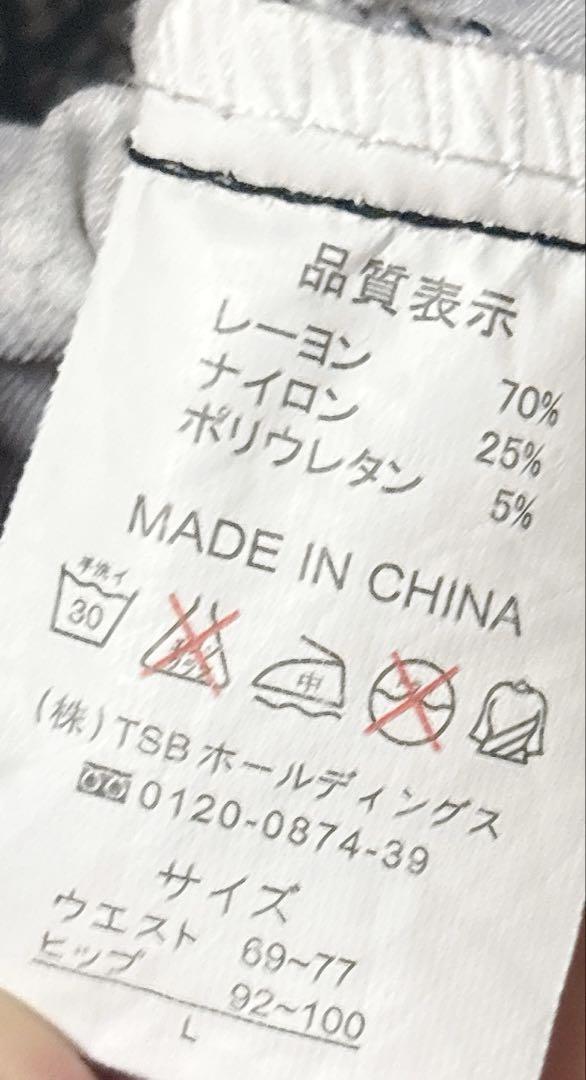 品質表示
レーヨン 70%
ナイロン 25%
ポリウレタン 5%
MADE IN CHINA
手洗イ
30
中
(株)TSBホールディングス
0120-0874-39
サイズ
ウエスト 69~77
ヒップ 92~100
L